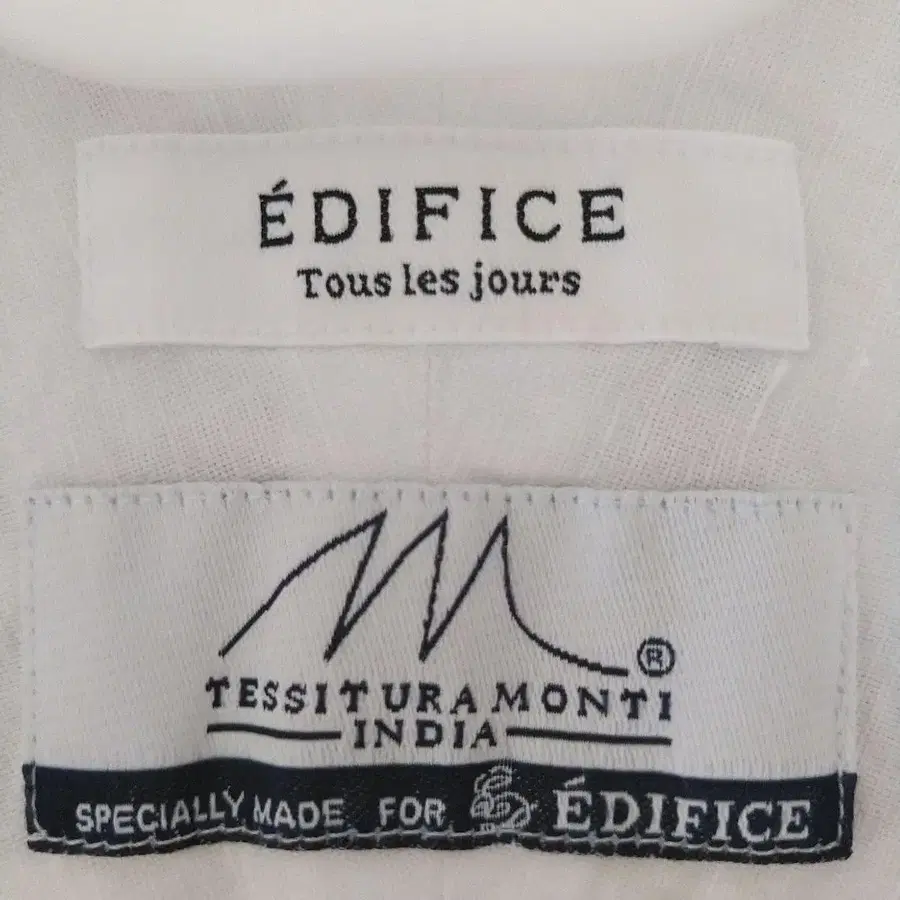 ÉDIFICE
Tous les jours
®
TESSITURA MONTI
INDIA
SPECIALLY MADE FOR ÉDIFICE